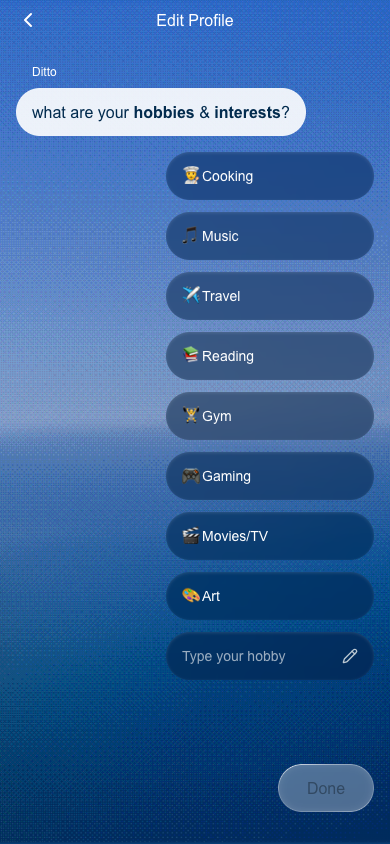 Edit Profile
Ditto
what are your hobbies & interests?
Cooking
Music
Travel
Reading
Gym
Gaming
Movies/TV
Art
Type your hobby
Done